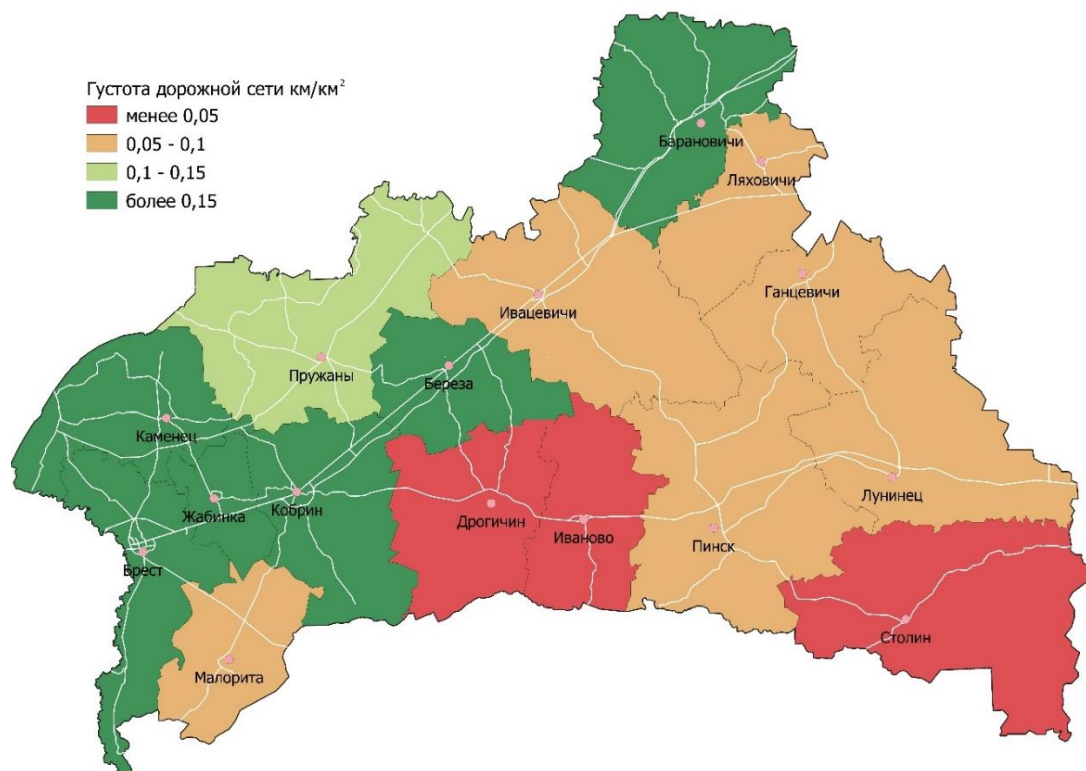 Густота дорожной сети км/км²
менее 0,05
0,05 - 0,1
0,1 - 0,15
более 0,15
Барановичи
Ляховичи
Ганцевичи
Ивацевичи
Пружаны
Береза
Каменец
Жабинка
Кобрин
Дрогичин
Иваново
Пинск
Лунинец
Брест
Столин
Малорита